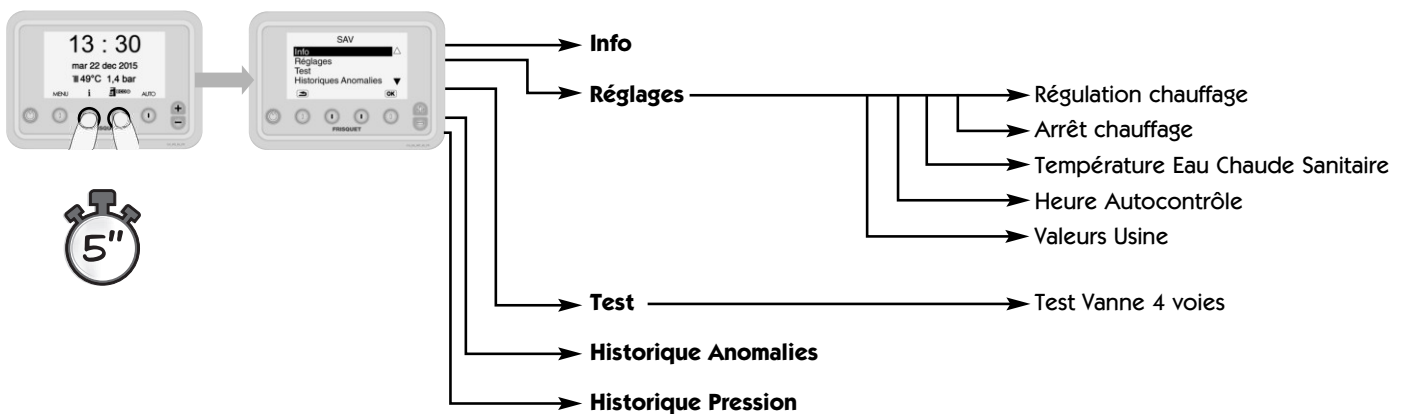 13 : 30
mar 22 dec 2015
49°C 1,4 bar
MENU i AUTO
5"
SAV
Info
Réglages
Test
Historiques Anomalies
OK
FRISQUET
Info
Réglages
Régulation chauffage
Arrêt chauffage
Température Eau Chaude Sanitaire
Heure Autocontrôle
Valeurs Usine
Test
Test Vanne 4 voies
Historique Anomalies
Historique Pression